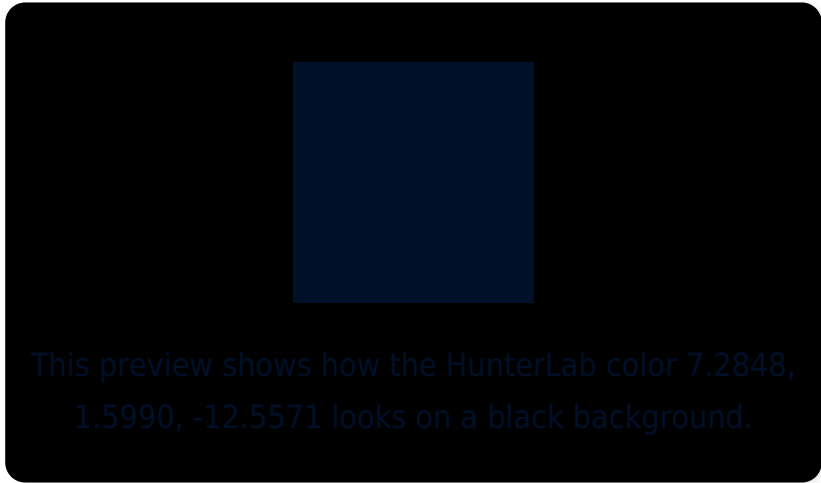 This preview shows how the HunterLab color 7.2848,
1.5990, -12.5571 looks on a black background.